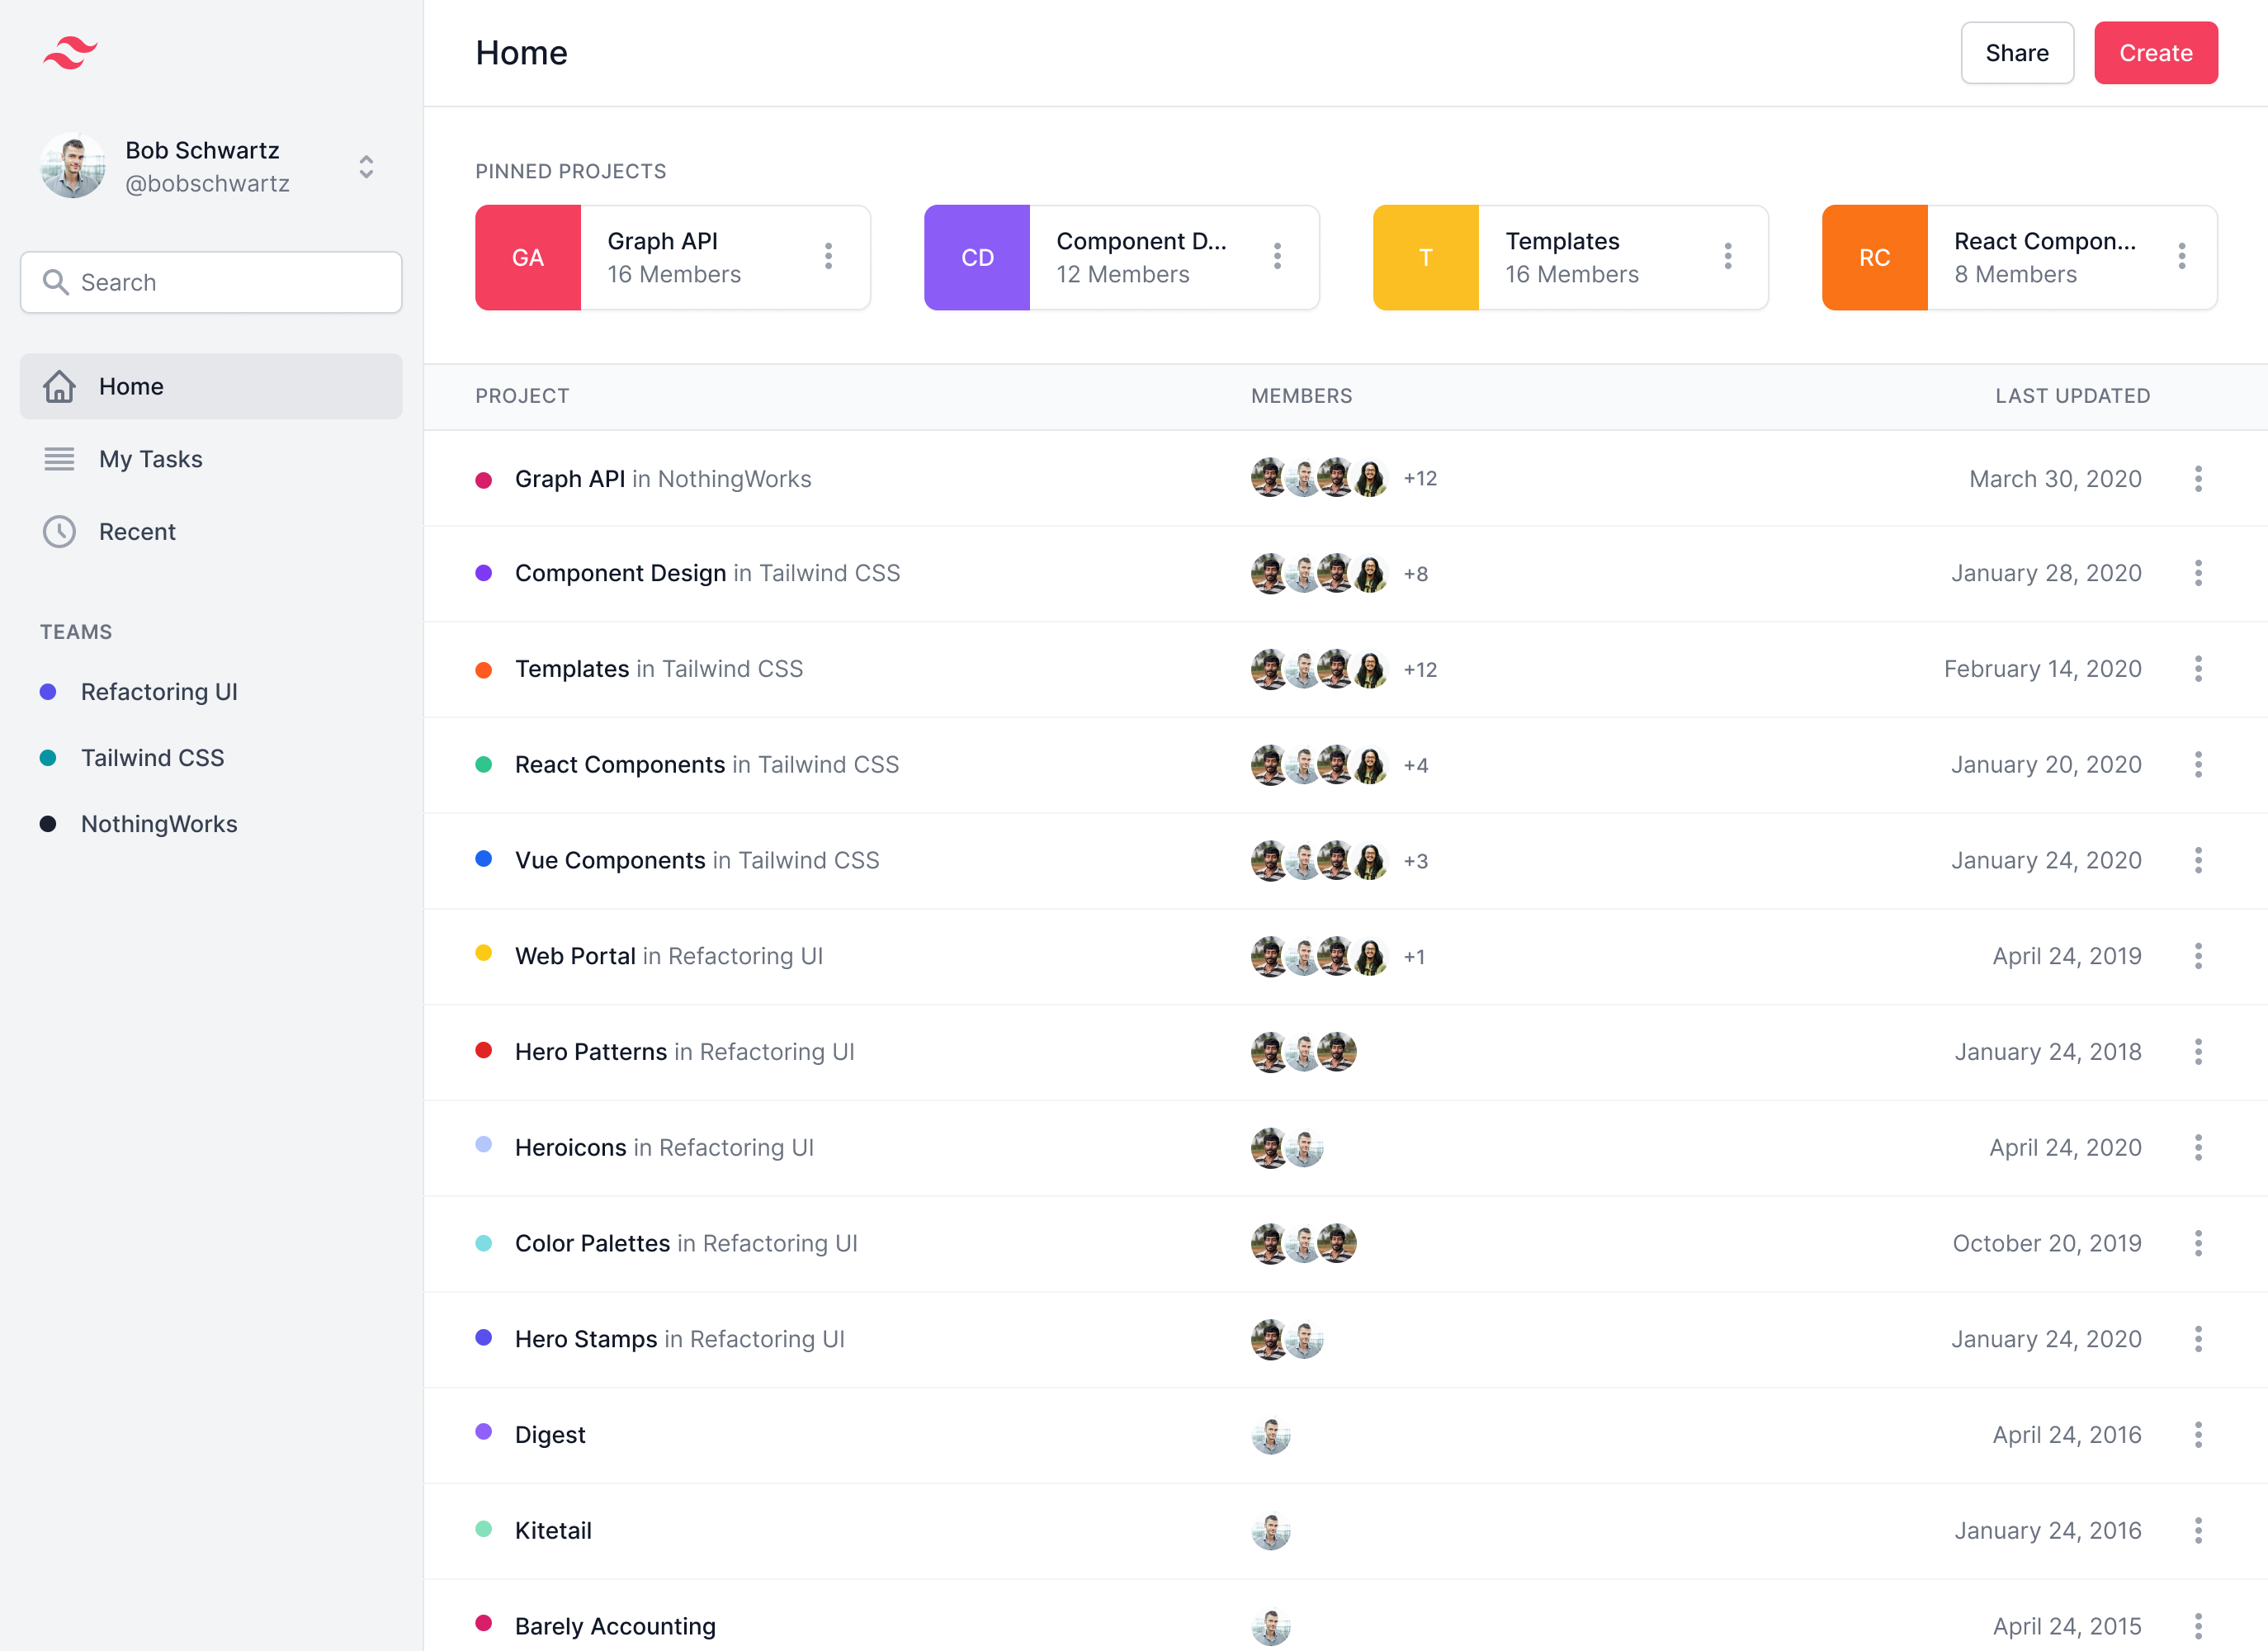 Home
Share
Create
Bob Schwartz
@bobschwartz
Search
Home
My Tasks
Recent
TEAMS
Refactoring UI
Tailwind CSS
NothingWorks
PINNED PROJECTS
GA
Graph API
16 Members
CD
Component D...
12 Members
T
Templates
16 Members
RC
React Compon...
8 Members
PROJECT MEMBERS LAST UPDATED
Graph API in NothingWorks +12 March 30, 2020
Component Design in Tailwind CSS +8 January 28, 2020
Templates in Tailwind CSS +12 February 14, 2020
React Components in Tailwind CSS +4 January 20, 2020
Vue Components in Tailwind CSS +3 January 24, 2020
Web Portal in Refactoring UI +1 April 24, 2019
Hero Patterns in Refactoring UI January 24, 2018
Heroicons in Refactoring UI April 24, 2020
Color Palettes in Refactoring UI October 20, 2019
Hero Stamps in Refactoring UI January 24, 2020
Digest April 24, 2016
Kitetail January 24, 2016
Barely Accounting April 24, 2015